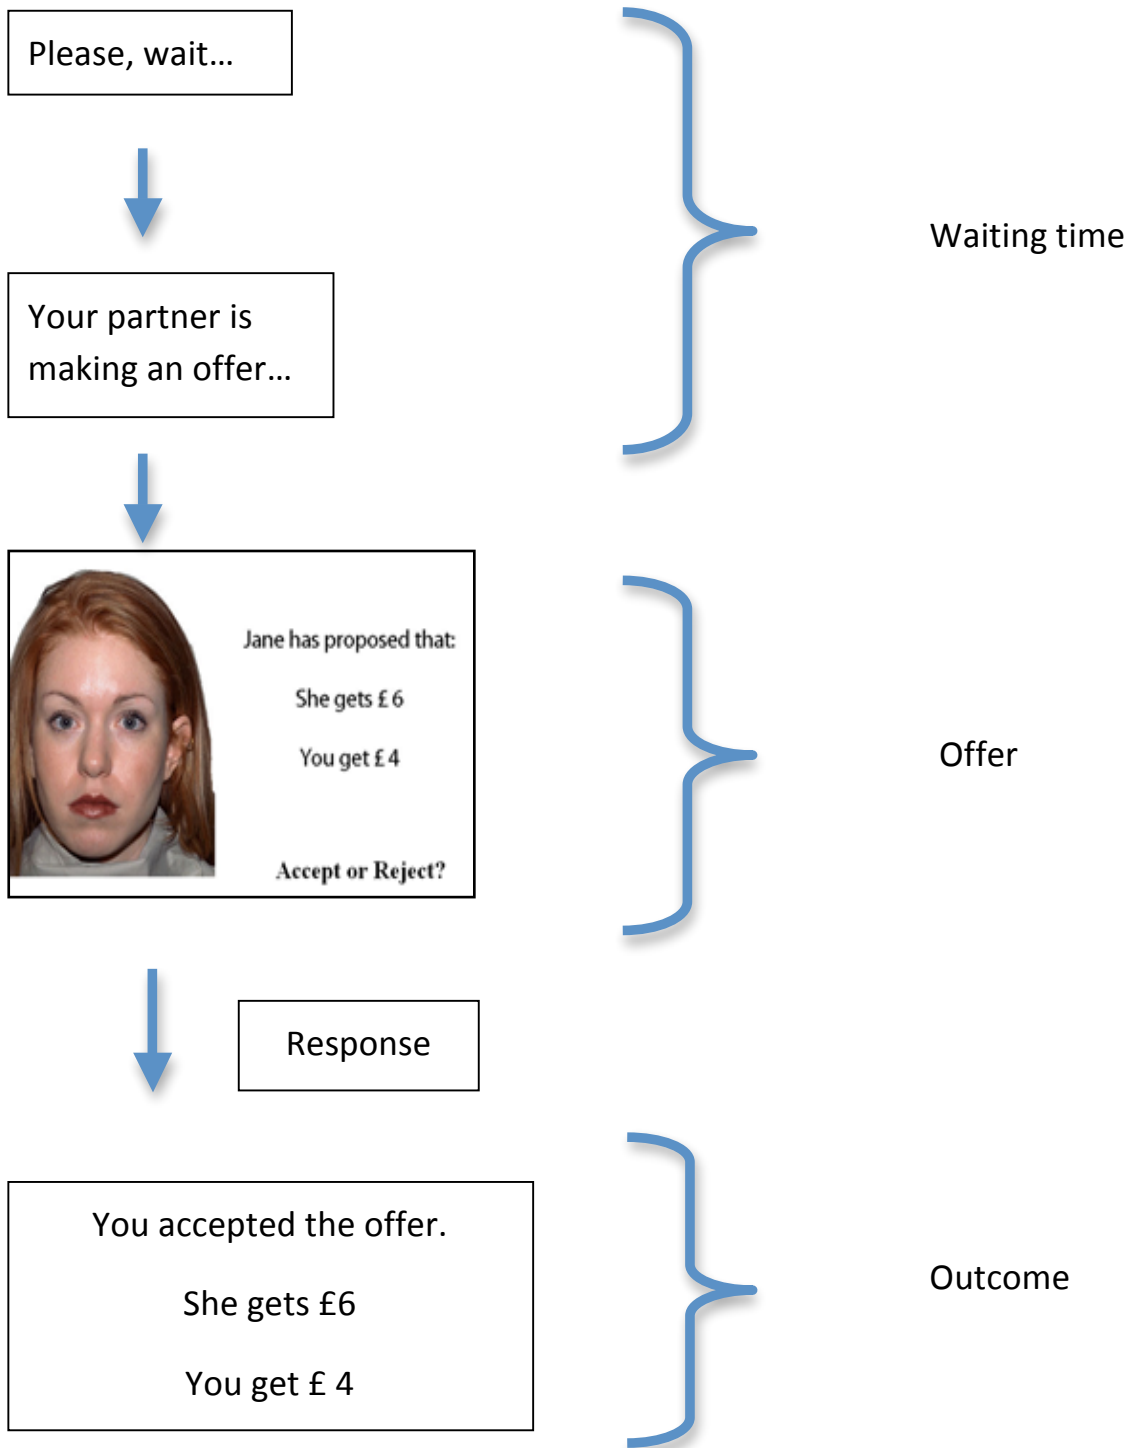 Please, wait…
Waiting time
Your partner is
making an offer…
Jane has proposed that:
She gets £ 6
You get £ 4
Accept or Reject?
Offer
Response
You accepted the offer.
She gets £6
You get £ 4
Outcome